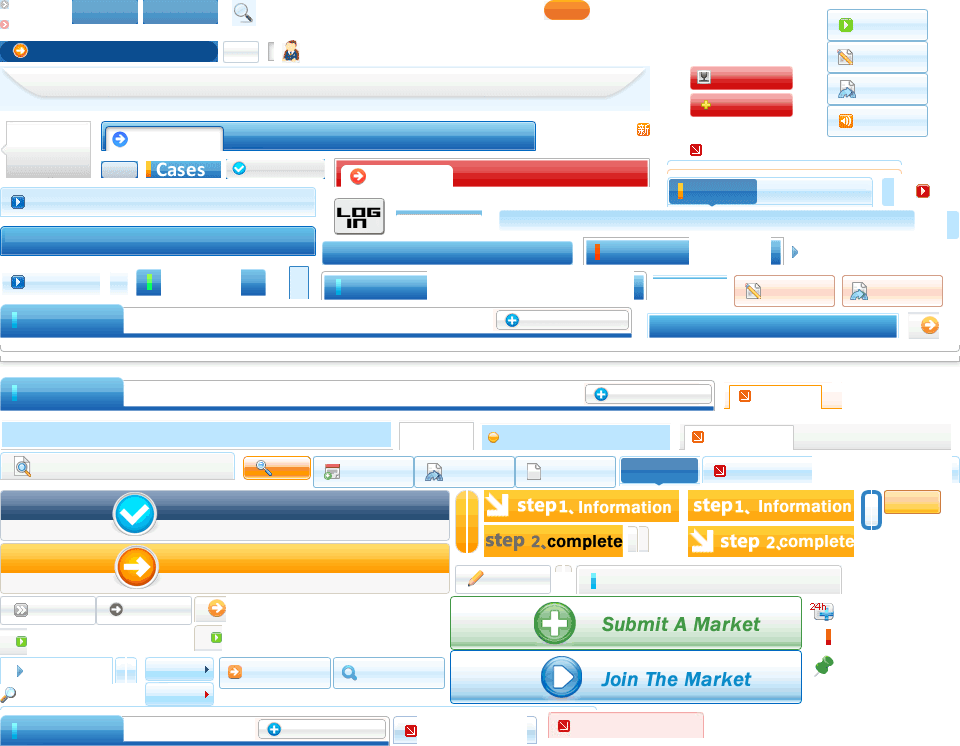 Cases
LOG
IN
step1、Information
step1、Information
step 2、complete
step 2、complete
24h.
Submit A Market
Join The Market